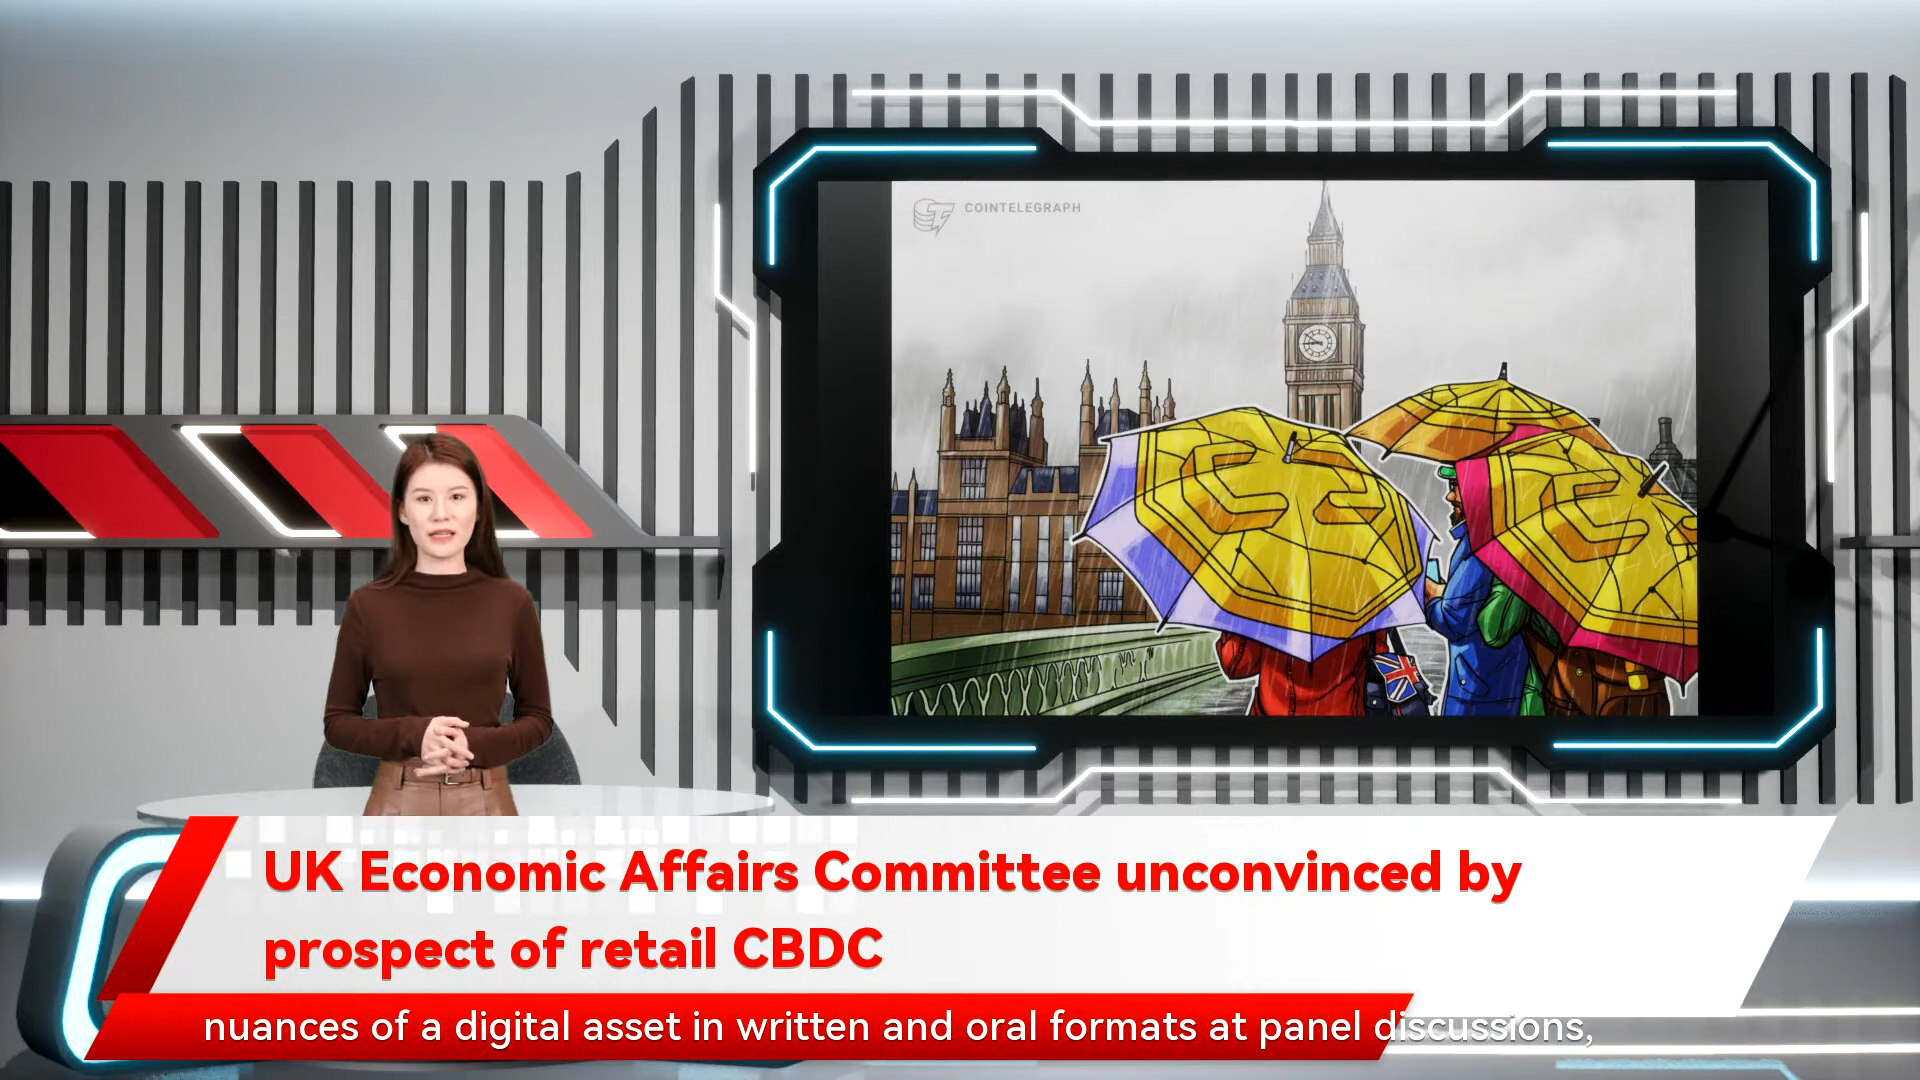 COINTELEGRAPH
UK Economic Affairs Committee unconvinced by
prospect of retail CBDC
nuances of a digital asset in written and oral formats at panel discussions,